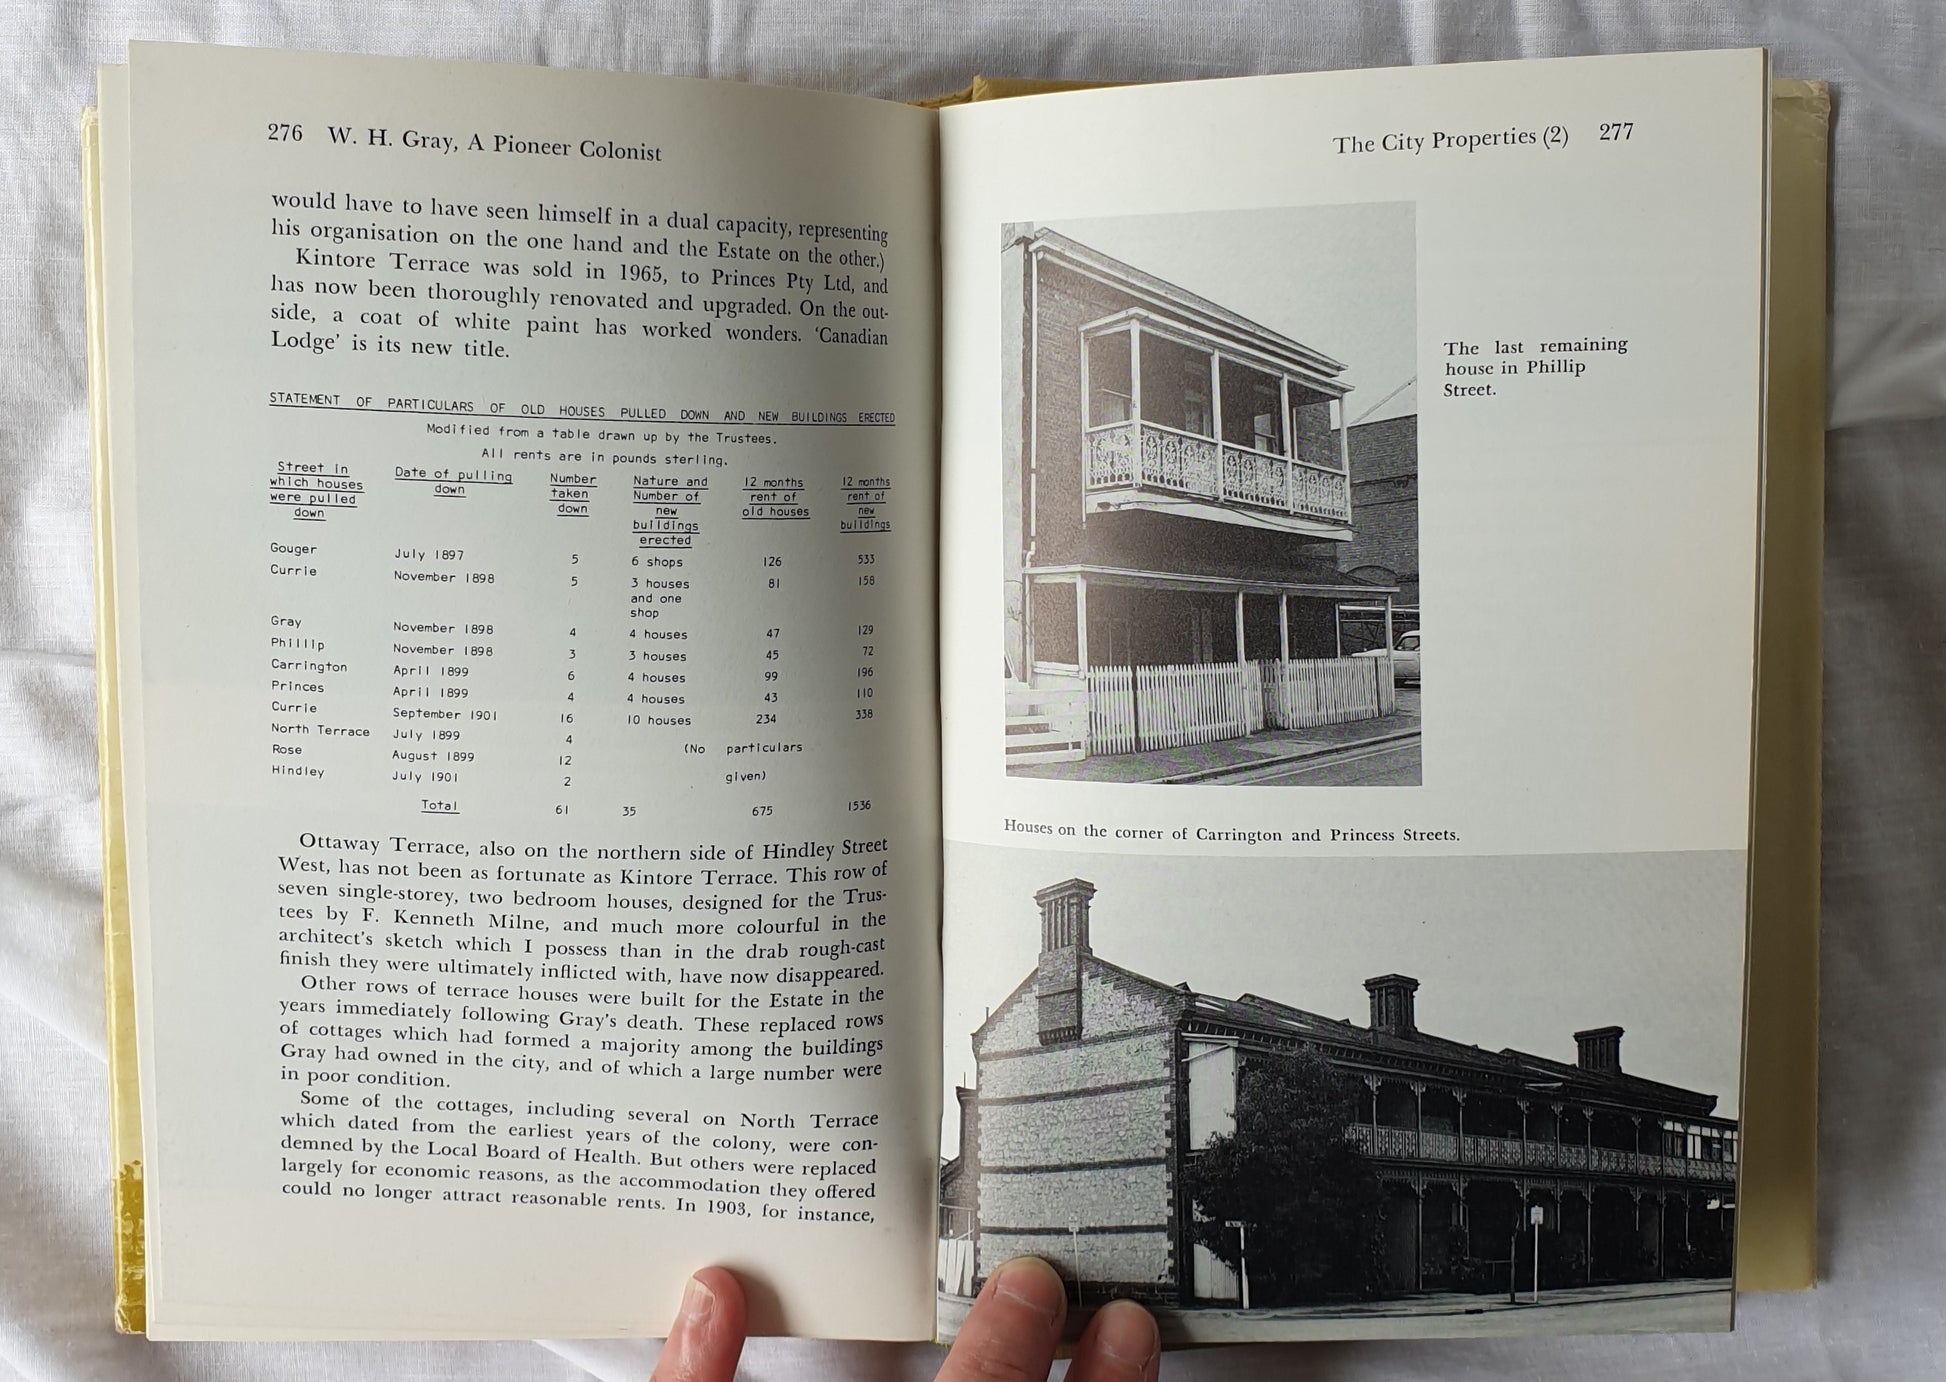 276 W. H. Gray, A Pioneer Colonist
would have to have seen himself in a dual capacity, representing
his organisation on the one hand and the Estate on the other.)
Kintore Terrace was sold in 1965, to Princes Pty Ltd, and
has now been thoroughly renovated and upgraded. On the out-
side, a coat of white paint has worked wonders. ‘Canadian
Lodge’ is its new title.
STATEMENT OF PARTICULARS OF OLD HOUSES PULLED DOWN AND NEW BUILDINGS ERECTED
Modified from a table drawn up by the Trustees.
All rents are in pounds sterling.
Street in which houses were pulled down Date of pulling down Number taken down Nature and Number of new buildings erected 12 months rent of old houses 12 months rent of new buildings
Gouger July 1897 5 6 shops 126 533
Currie November 1898 5 3 houses and one shop 81 158
Gray November 1898 4 4 houses 47 129
Phillip November 1898 3 3 houses 45 72
Carrington April 1899 6 4 houses 99 196
Princes April 1899 4 4 houses 43 110
Currie September 1901 16 10 houses 234 338
North Terrace July 1899 4
Rose August 1899 12 (No particulars
Hindley July 1901 2 given)
Total 61 35 675 1536
Ottaway Terrace, also on the northern side of Hindley Street
West, has not been as fortunate as Kintore Terrace. This row of
seven single-storey, two bedroom houses, designed for the Trus-
tees by F. Kenneth Milne, and much more colourful in the
architect’s sketch which I possess than in the drab rough-cast
finish they were ultimately inflicted with, have now disappeared.
Other rows of terrace houses were built for the Estate in the
years immediately following Gray’s death. These replaced rows
of cottages which had formed a majority among the buildings
Gray had owned in the city, and of which a large number were
in poor condition.
Some of the cottages, including several on North Terrace
which dated from the earliest years of the colony, were con-
demned by the Local Board of Health. But others were replaced
largely for economic reasons, as the accommodation they offered
could no longer attract reasonable rents. In 1903, for instance,
The City Properties (2) 277
The last remaining
house in Phillip
Street.
Houses on the corner of Carrington and Princess Streets.